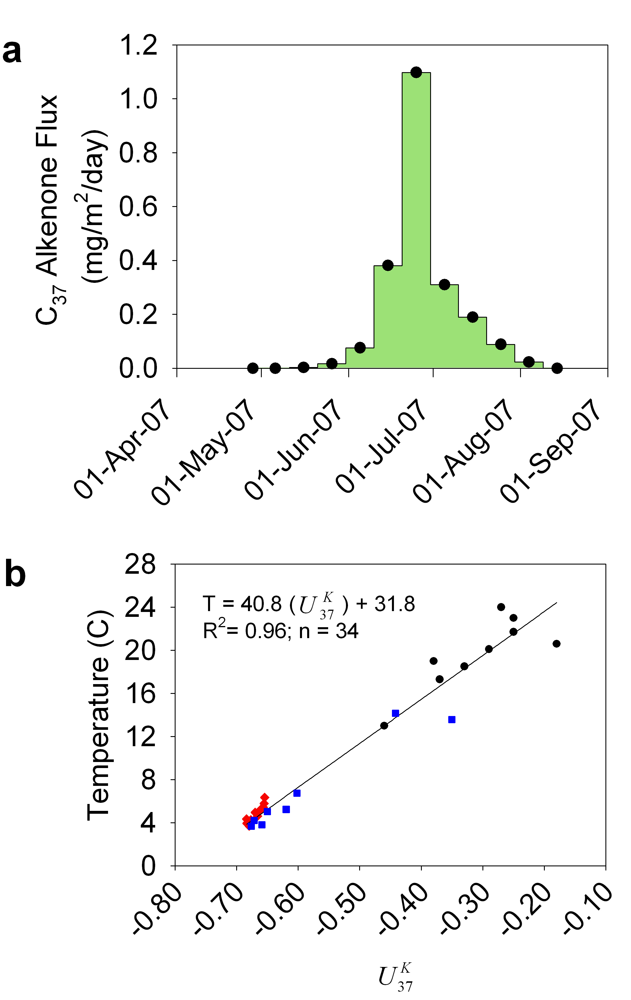 a
C37 Alkenone Flux
(mg/m2/day)
1.2
1.0
0.8
0.6
0.4
0.2
0.0
01-Apr-07
01-May-07
01-Jun-07
01-Jul-07
01-Aug-07
01-Sep-07
b
Temperature (C)
28
24
20
16
12
8
4
0
T = 40.8 (U37K) + 31.8
R2= 0.96; n = 34
-0.80
-0.70
-0.60
-0.50
-0.40
-0.30
-0.20
-0.10
U37K